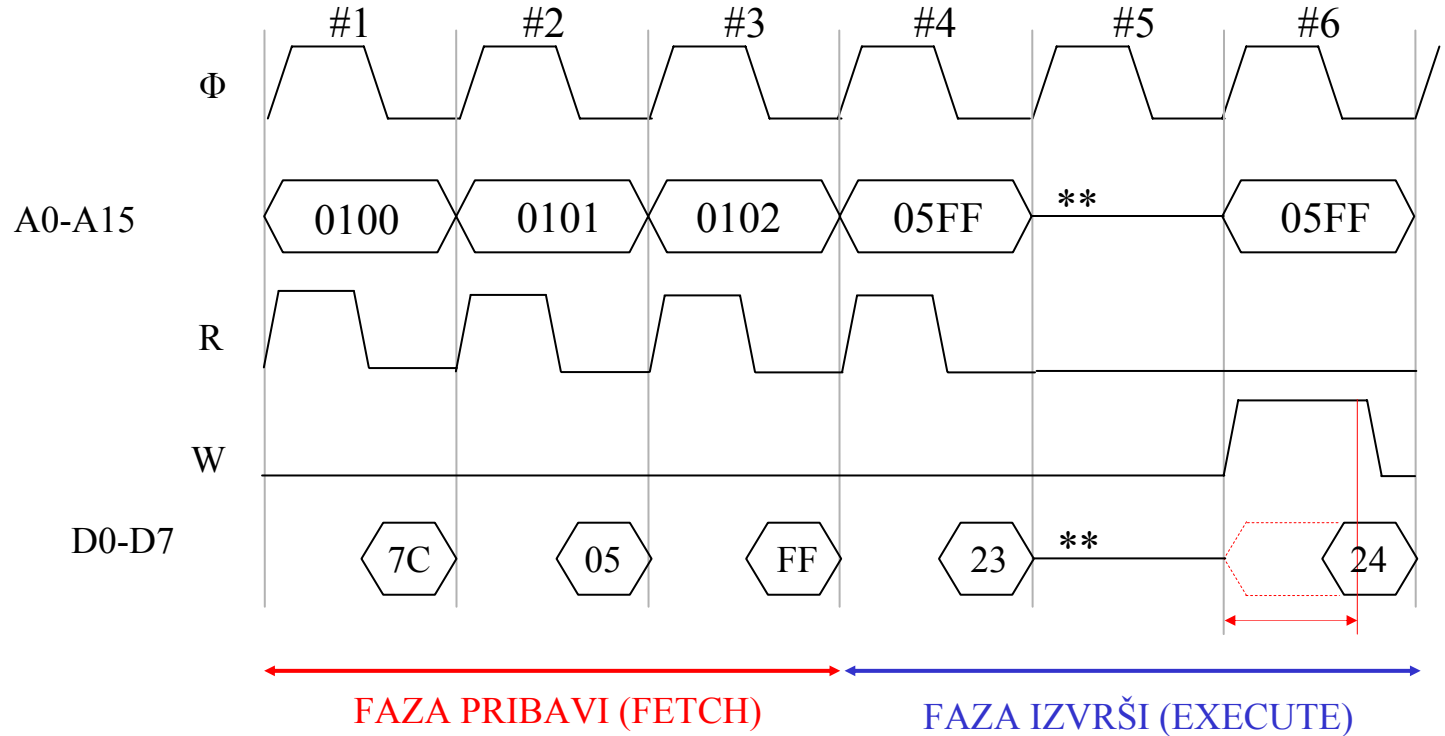 #1 #2 #3 #4 #5 #6
Φ
A0-A15 0100 0101 0102 05FF ** 05FF
R
W
D0-D7 7C 05 FF 23 ** 24
FAZA PRIBAVI (FETCH) FAZA IZVRŠI (EXECUTE)